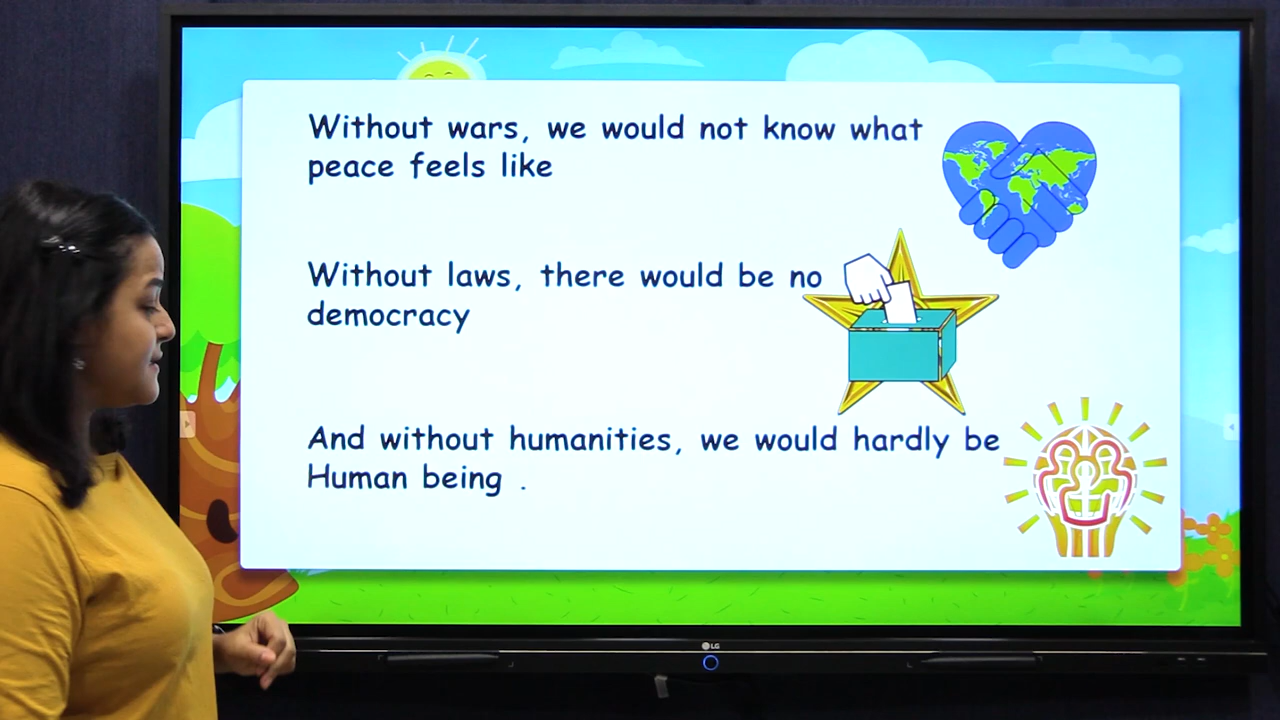 Without wars, we would not know what
peace feels like
Without laws, there would be no
democracy
And without humanities, we would hardly be
Human being .
LG